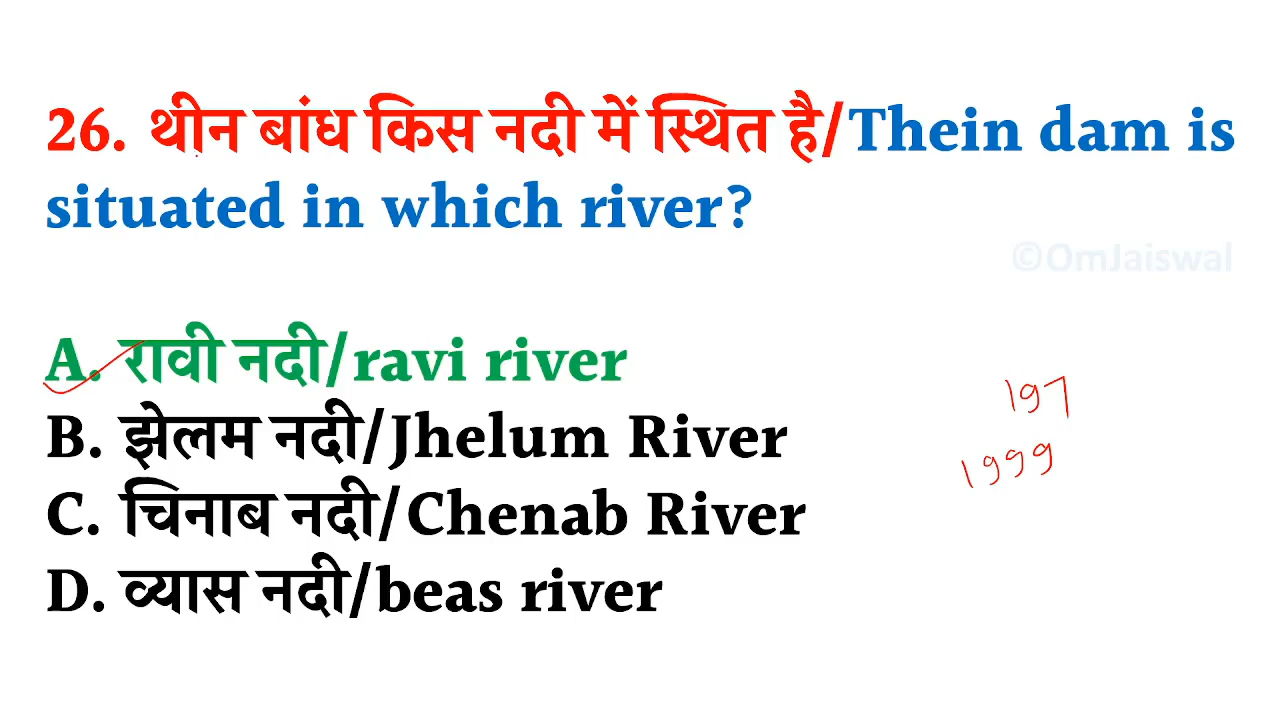 26. थीन बांध किस नदी में स्थित है/Thein dam is
situated in which river?
©OmJaiswal
A. रावी नदी/ravi river
B. झेलम नदी/Jhelum River
C. चिनाब नदी/Chenab River
D. व्यास नदी/beas river
197
1999